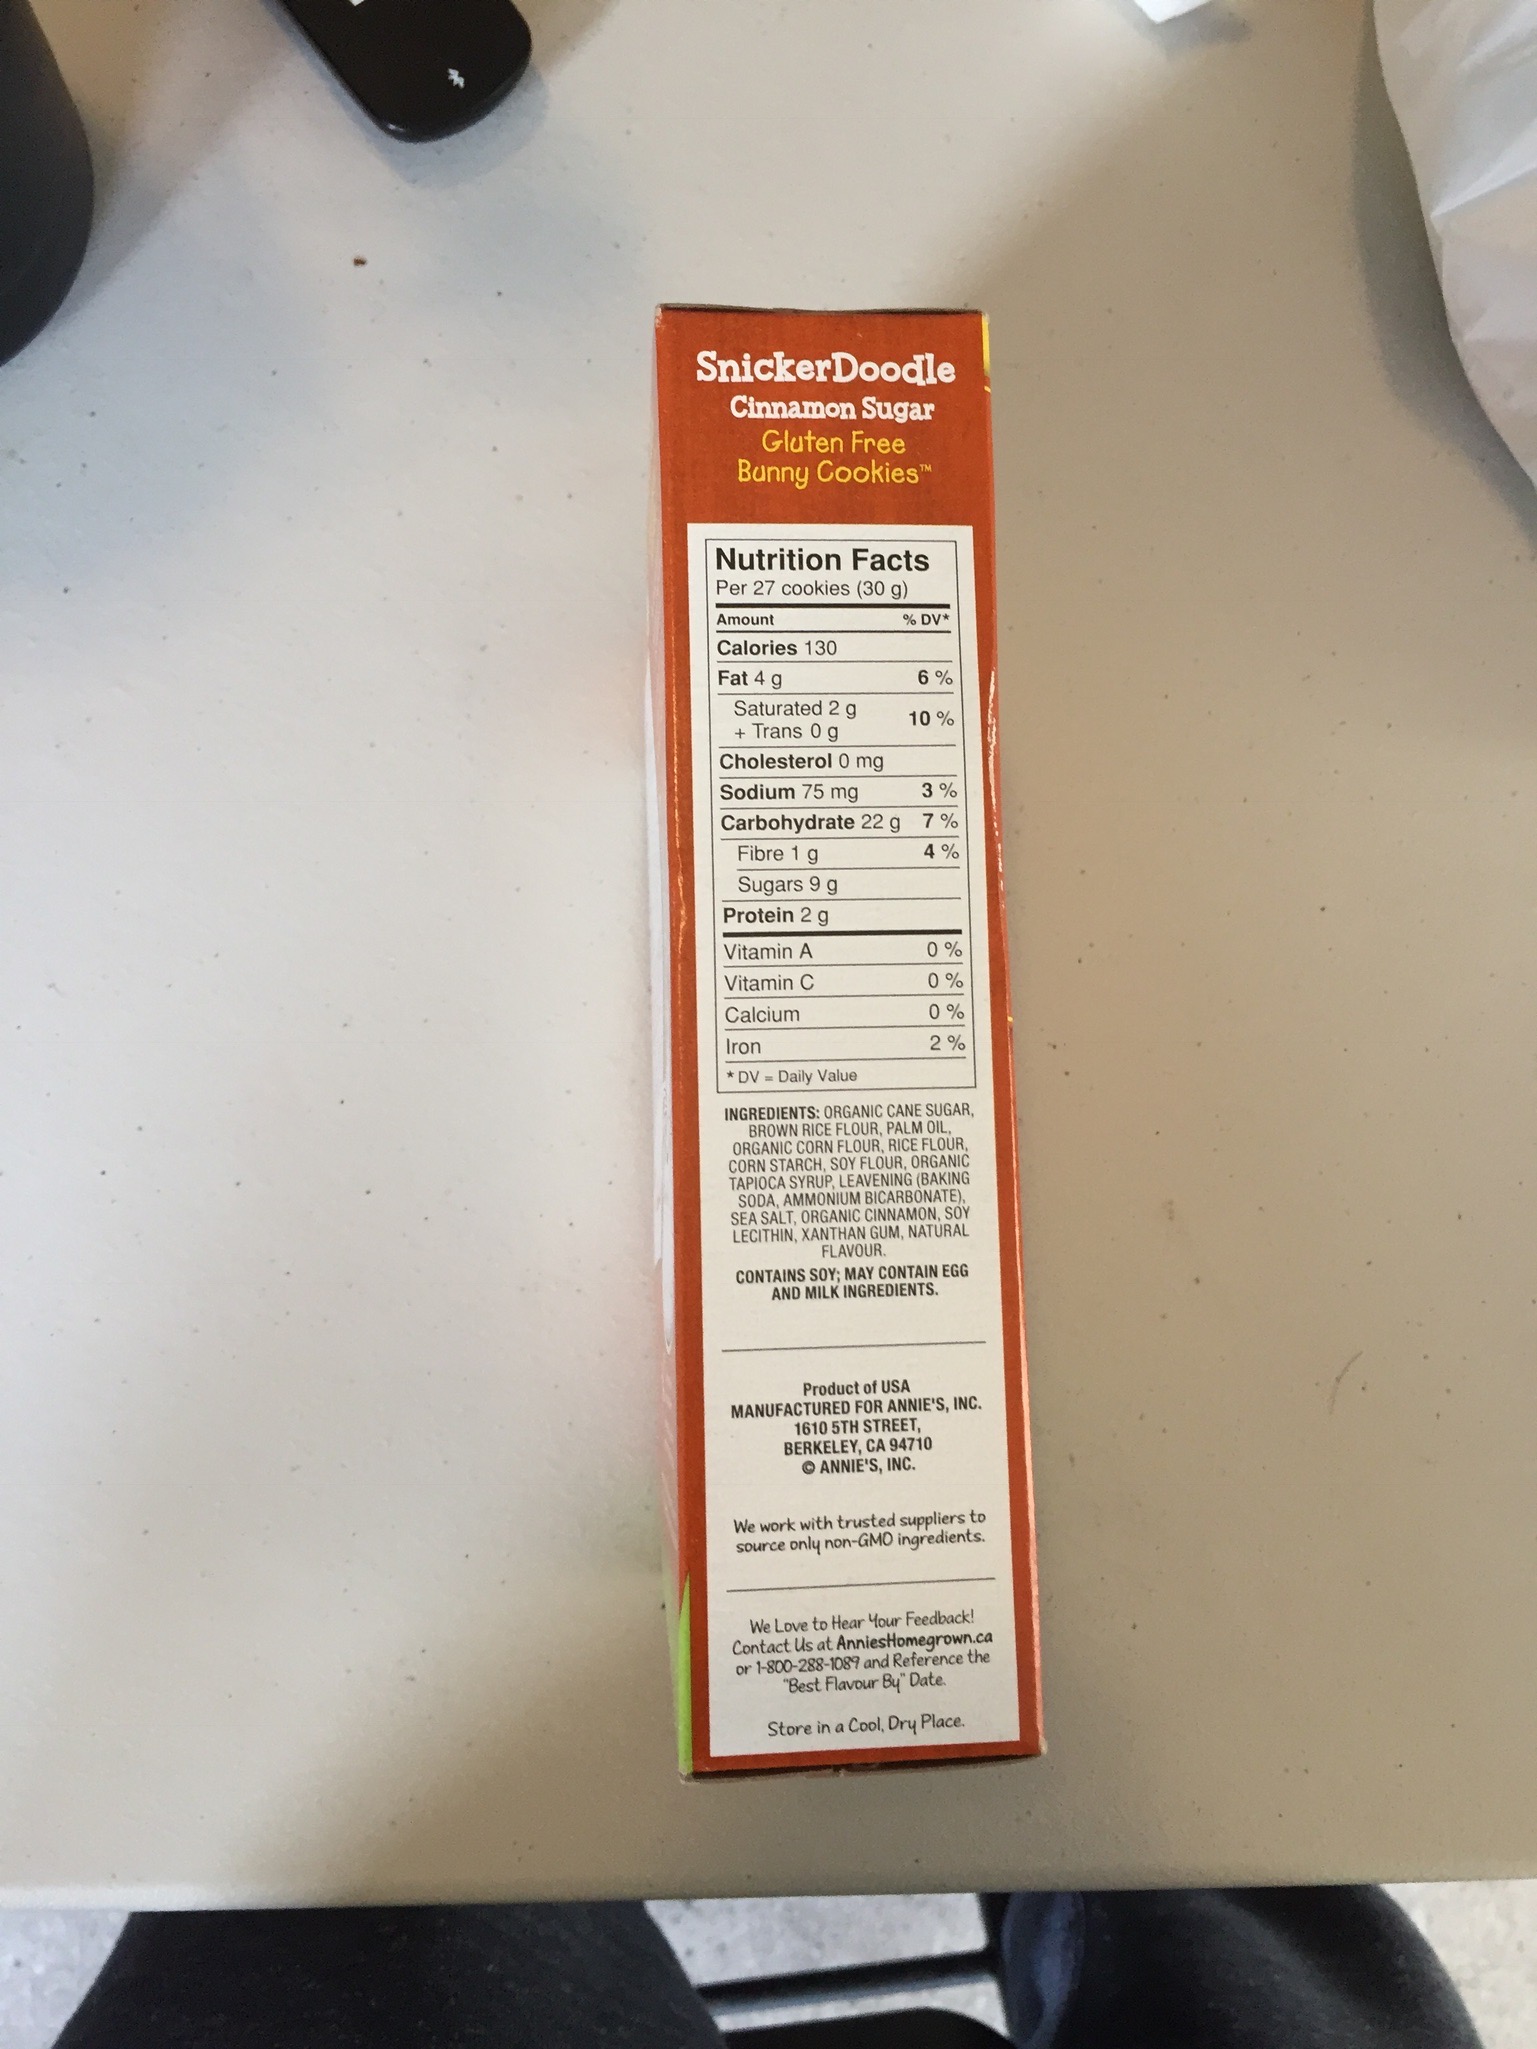 SnickerDoodle
Cinnamon Sugar
Gluten Free
Bunny Cookies™
Nutrition Facts
Per 27 cookies (30 g)
Amount % DV*
Calories 130
Fat 4 g 6 %
Saturated 2 g
+ Trans 0 g 10 %
Cholesterol 0 mg
Sodium 75 mg 3 %
Carbohydrate 22 g 7 %
Fibre 1 g 4 %
Sugars 9 g
Protein 2 g
Vitamin A 0 %
Vitamin C 0 %
Calcium 0 %
Iron 2 %
* DV = Daily Value
INGREDIENTS: ORGANIC CANE SUGAR,
BROWN RICE FLOUR, PALM OIL,
ORGANIC CORN FLOUR, RICE FLOUR,
CORN STARCH, SOY FLOUR, ORGANIC
TAPIOCA SYRUP, LEAVENING (BAKING
SODA, AMMONIUM BICARBONATE),
SEA SALT, ORGANIC CINNAMON, SOY
LECITHIN, XANTHAN GUM, NATURAL
FLAVOUR.
CONTAINS SOY; MAY CONTAIN EGG
AND MILK INGREDIENTS.
Product of USA
MANUFACTURED FOR ANNIE'S, INC.
1610 5TH STREET,
BERKELEY, CA 94710
© ANNIE'S, INC.
We work with trusted suppliers to
source only non-GMO ingredients.
We Love to Hear Your Feedback!
Contact Us at AnniesHomegrown.ca
or 1-800-288-1089 and Reference the
"Best Flavour By" Date.
Store in a Cool, Dry Place.